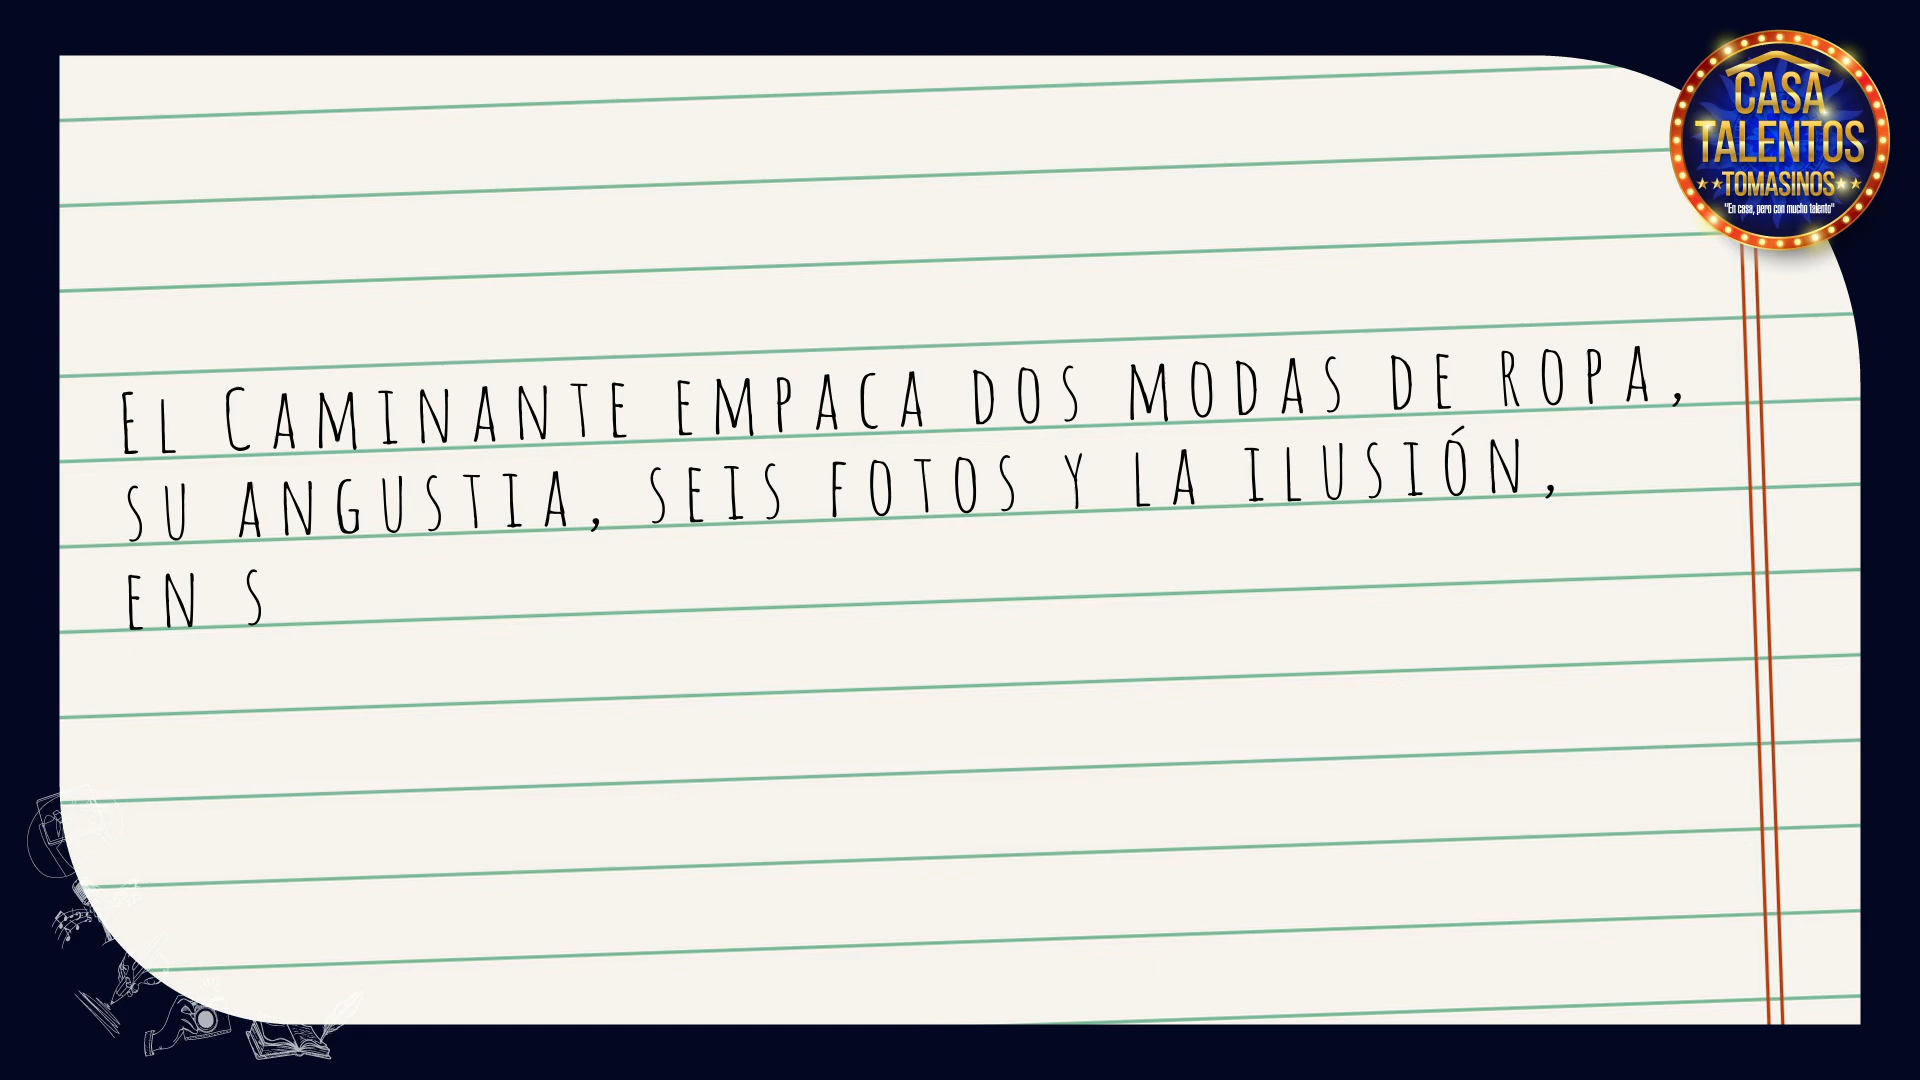 CASA
TALENTOS
TOMASINOS
"En casa, pero con mucho talento"
El Caminante empaca dos modas de ropa,
su angustia, seis fotos y la ilusión,
en s